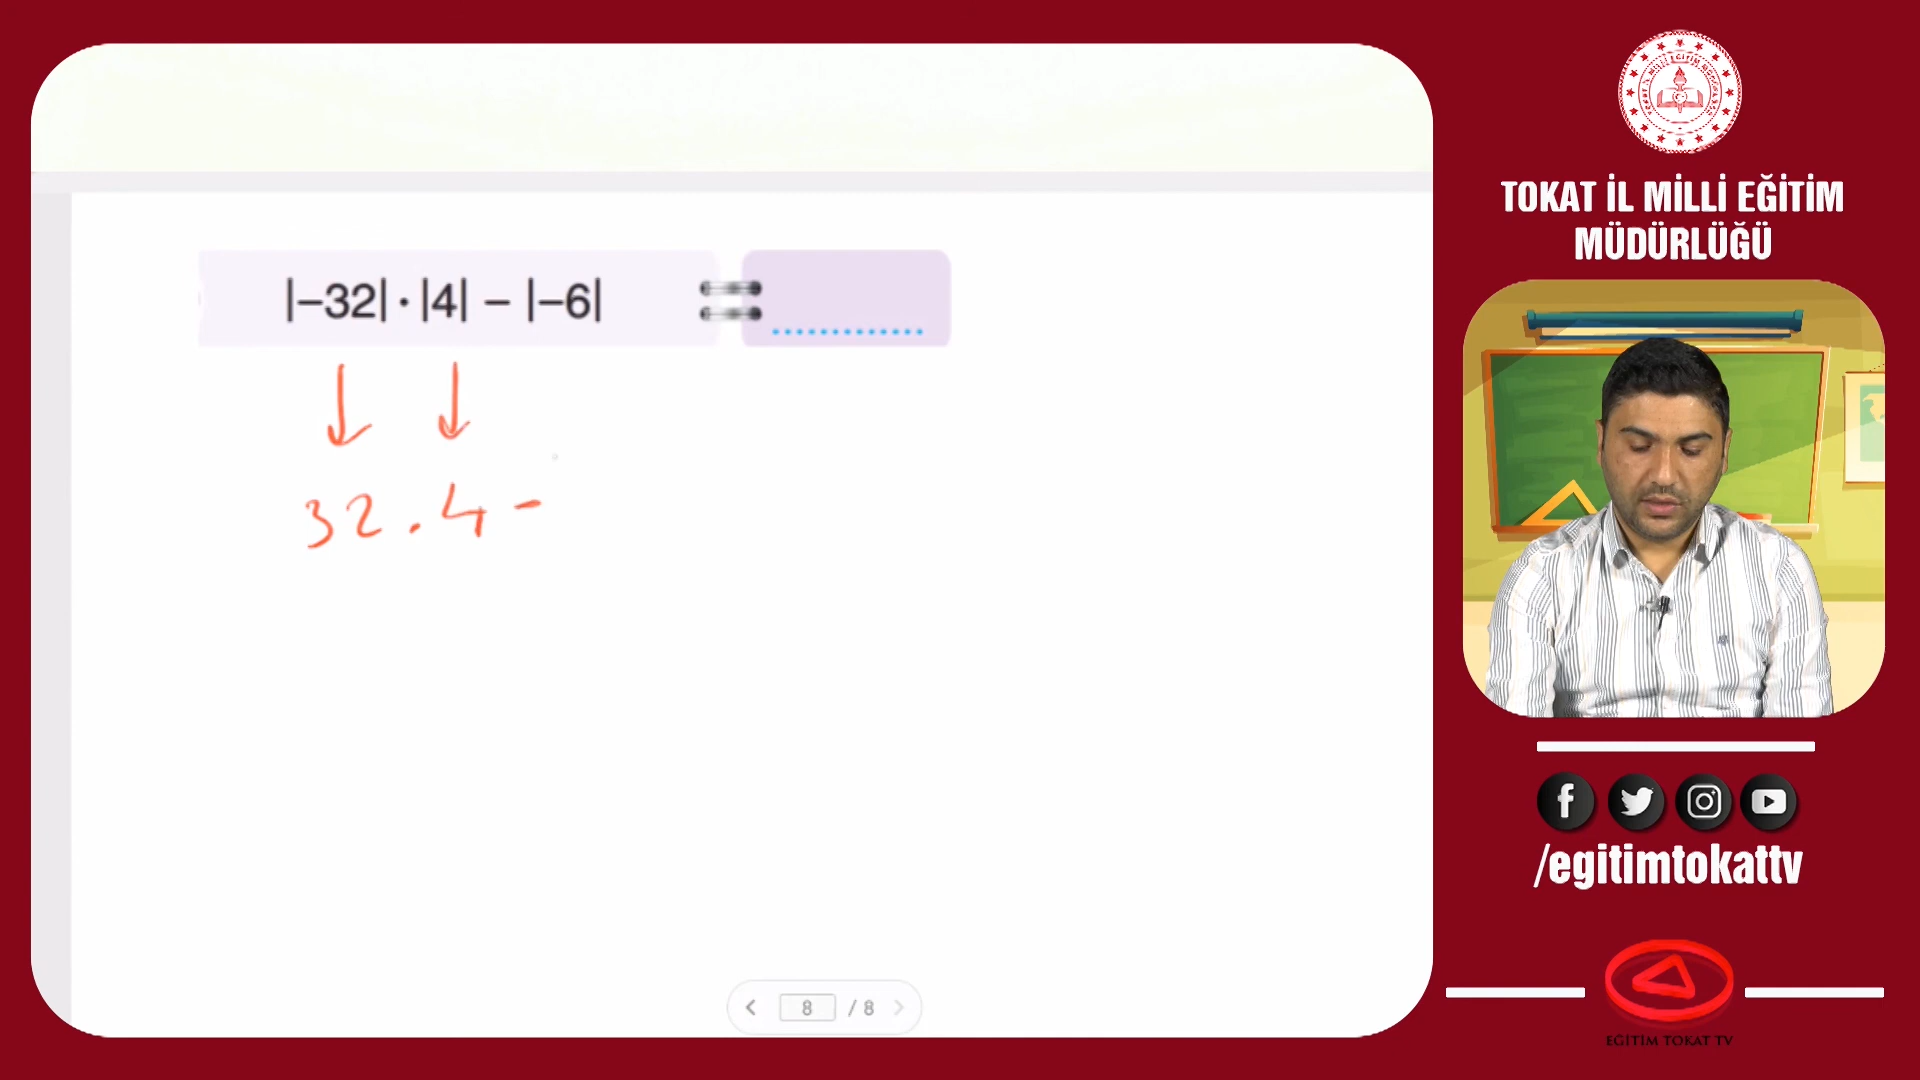 |−32| · |4| − |−6|
32 . 4 -
8 / 8
TOKAT İL MİLLİ EĞİTİM
MÜDÜRLÜĞÜ
/egitimtokattv
EĞİTİM TOKAT TV